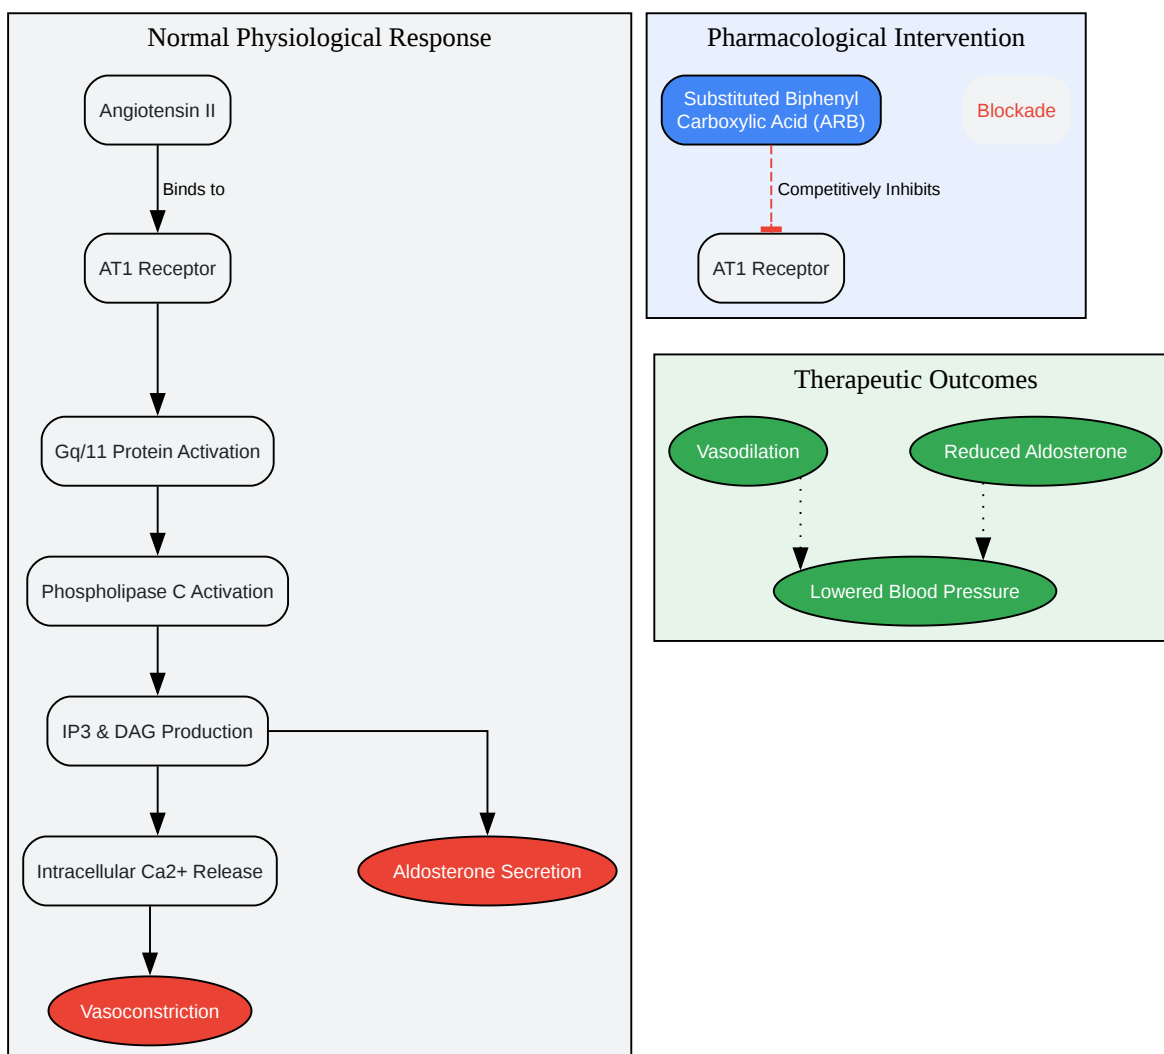 Normal Physiological Response
Angiotensin II
Binds to
AT1 Receptor
Gq/11 Protein Activation
Phospholipase C Activation
IP3 & DAG Production
Intracellular Ca2+ Release
Aldosterone Secretion
Vasoconstriction
Pharmacological Intervention
Substituted Biphenyl
Carboxylic Acid (ARB)
Blockade
Competitively Inhibits
AT1 Receptor
Therapeutic Outcomes
Vasodilation
Reduced Aldosterone
Lowered Blood Pressure